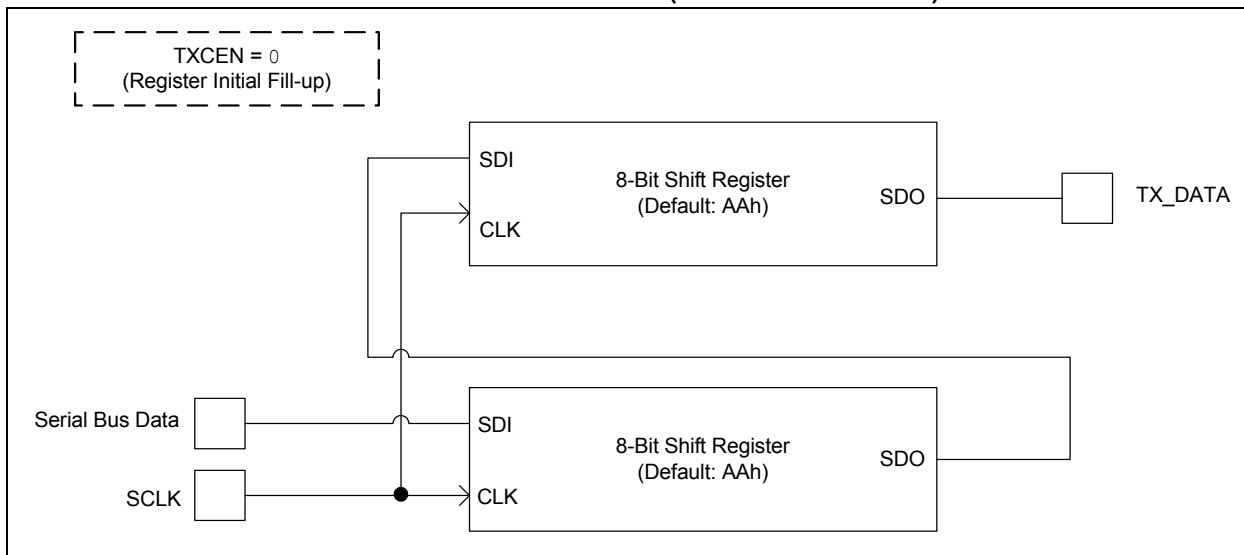 TXCEN = 0
(Register Initial Fill-up)
SDI
8-Bit Shift Register
(Default: AAh)
SDO
TX_DATA
CLK
Serial Bus Data
SDI
8-Bit Shift Register
(Default: AAh)
SDO
SCLK
CLK